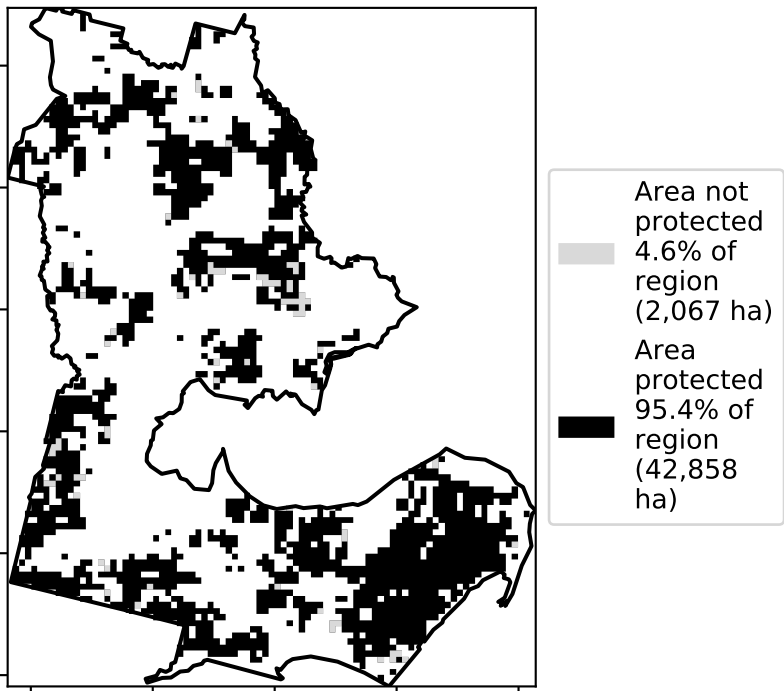 Area not
protected
4.6% of
region
(2,067 ha)
Area
protected
95.4% of
region
(42,858
ha)